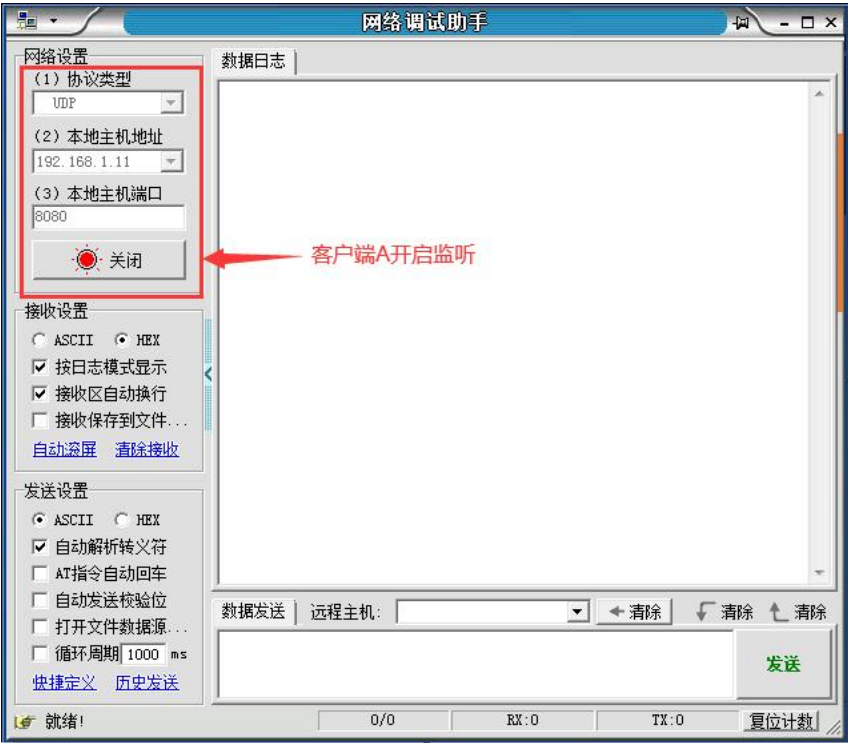 网络调试助手
网络设置
(1) 协议类型
UDP
(2) 本地主机地址
192.168.1.11
(3) 本地主机端口
8080
关闭
客户端A开启监听
接收设置
ASCII HEX
按日志模式显示
接收区自动换行
接收保存到文件...
自动滚屏 清除接收
发送设置
ASCII HEX
自动解析转义符
AT指令自动回车
自动发送校验位
打开文件数据源...
循环周期 1000 ms
快捷定义 历史发送
数据日志
数据发送 远程主机: 清除 清除 清除
发送
就绪! 0/0 RX:0 TX:0 复位计数